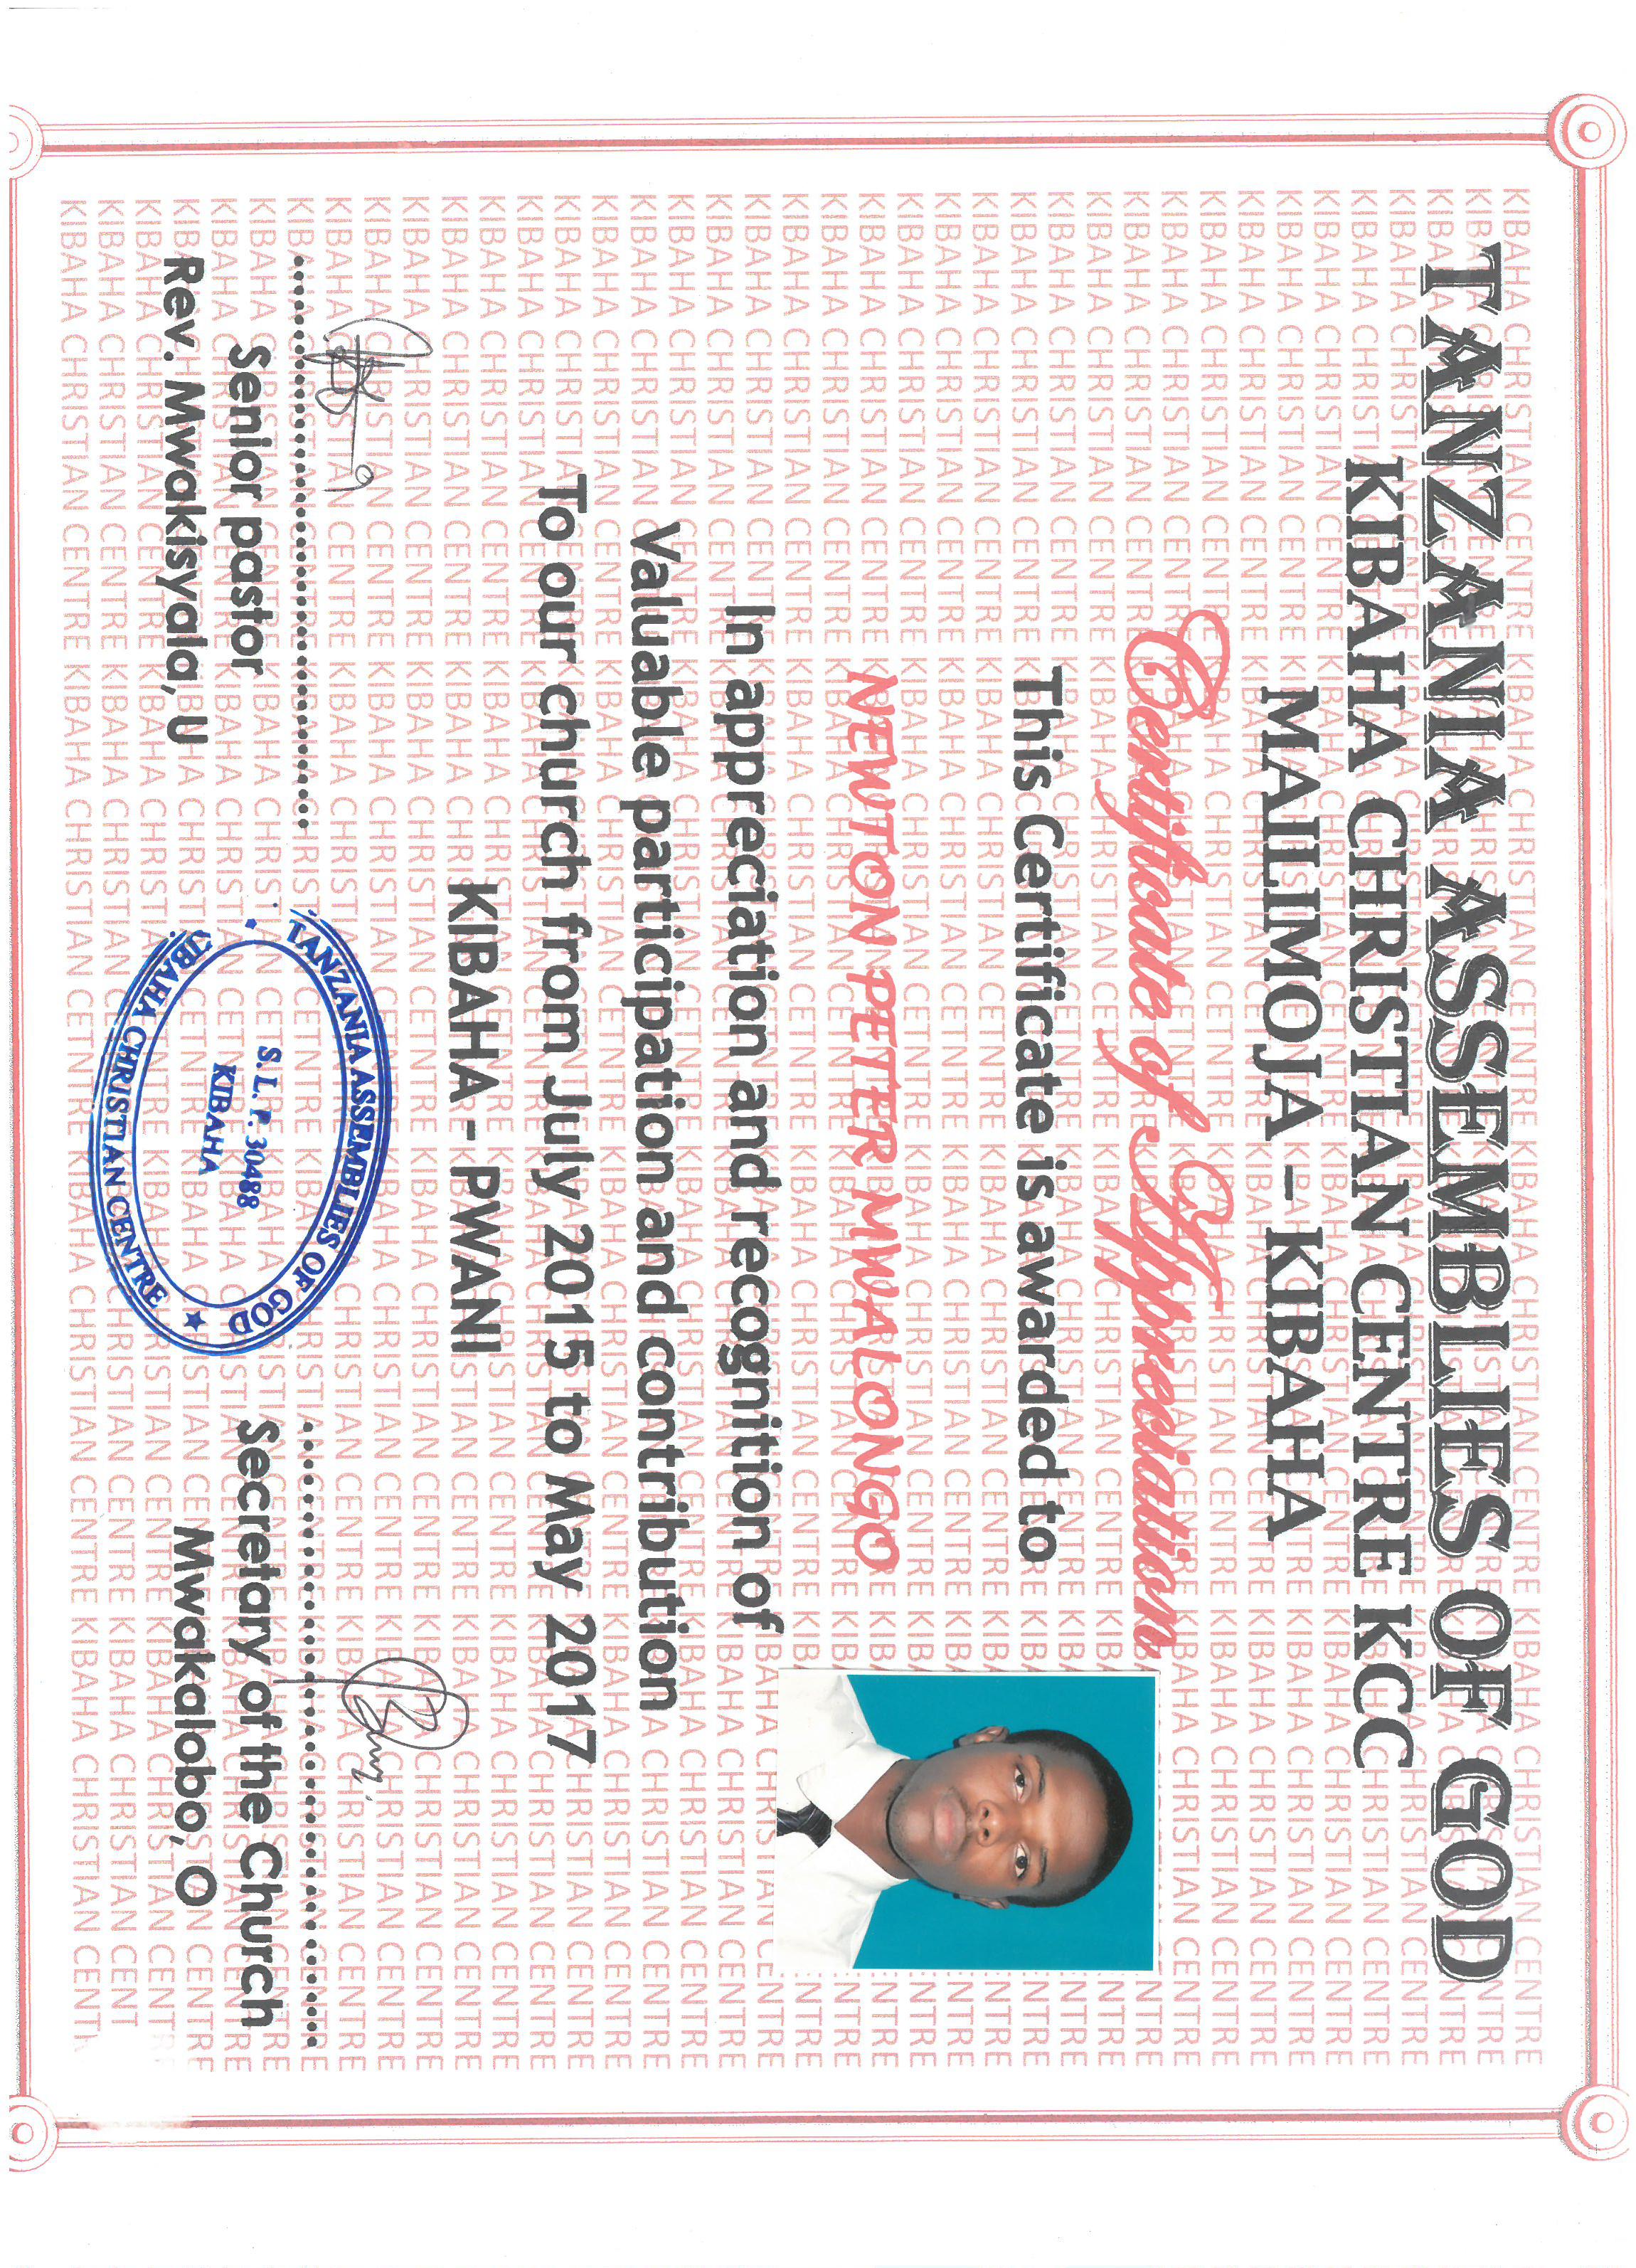 TANZANIA ASSEMBLIES OF GOD
KIBAHA CHRISTIAN CENTRE KCC
MAILIMOJA – KIBAHA
Certificate of Appreciation
This Certificate is awarded to
NEWTON PETER MWALONGO
In appreciation and recognition of
Valuable participation and contribution
To our church from July 2015 to May 2017
KIBAHA - PWANI
Senior pastor
Rev. Mwakisyala, U
TANZANIA ASSEMBLIES OF GOD
S. L. P. 30488
KIBAHA
KIBAHA CHRISTIAN CENTRE
Secretary of the Church
Mwakalobo, O